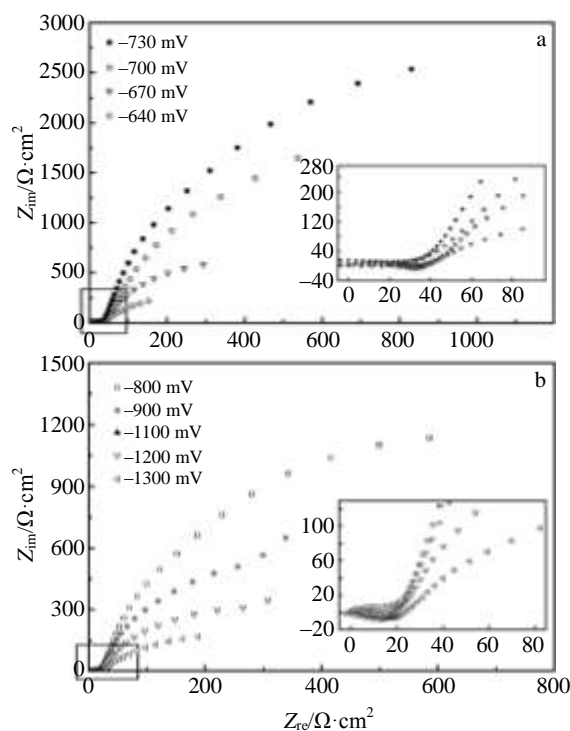 3000
2500
2000
1500
1000
500
0
Z_im/Ω·cm²
a
−730 mV
−700 mV
−670 mV
−640 mV
280
200
120
40
−40
0 20 40 60 80
0 200 400 600 800 1000
1500
1200
900
600
300
0
Z_im/Ω·cm²
b
−800 mV
−900 mV
−1100 mV
−1200 mV
−1300 mV
100
60
20
−20
0 20 40 60 80
0 200 400 600 800
Z_re/Ω·cm²